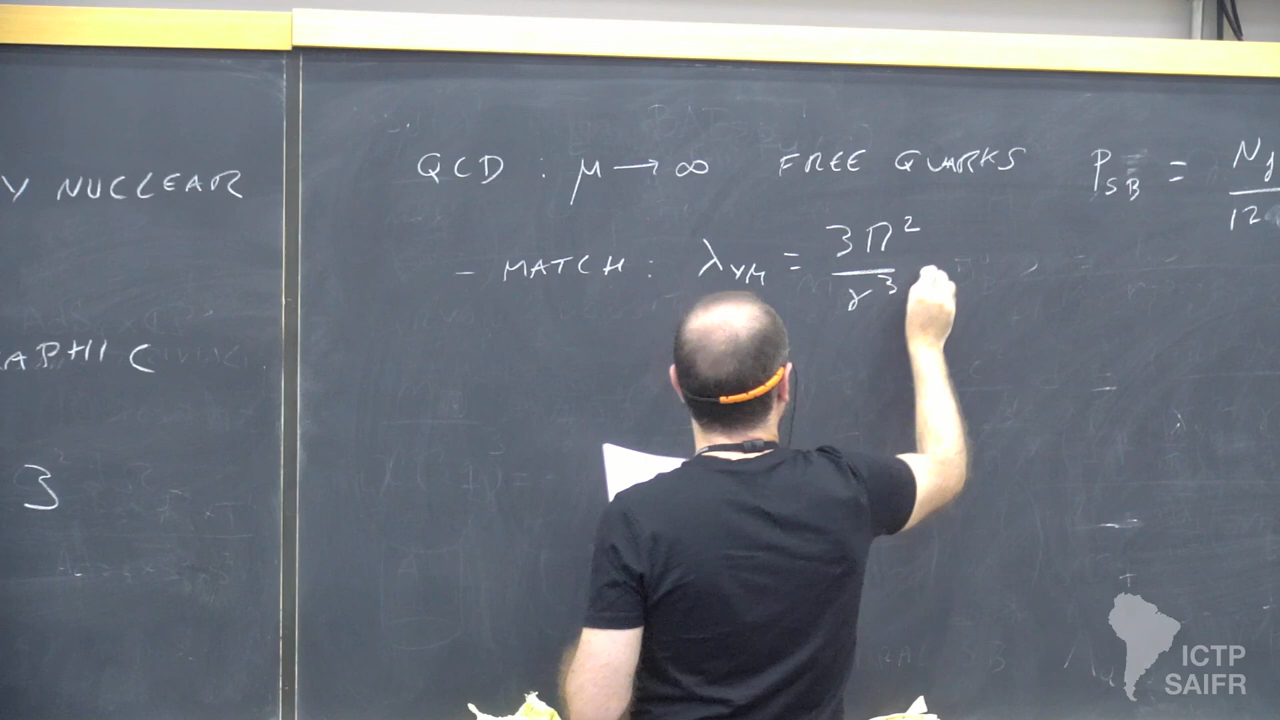 Y NUCLEAR
APHIC
3
QCD : μ → ∞ FREE QUARKS P_SB = N_f / 12
- MATCH : λ_YM = 3π² / γ³
ICTP
SAIFR